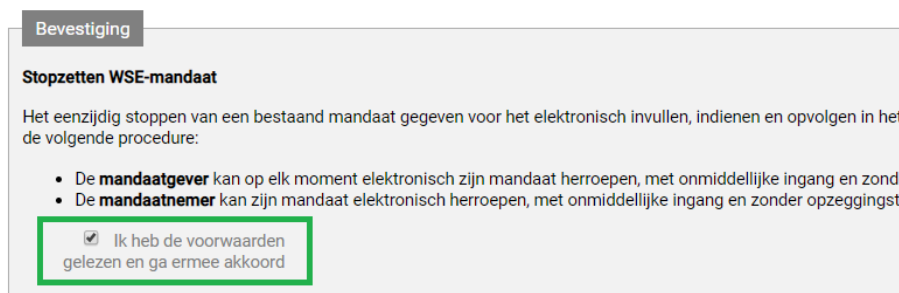 Bevestiging
Stopzetten WSE-mandaat
Het eenzijdig stoppen van een bestaand mandaat gegeven voor het elektronisch invullen, indienen en opvolgen in het
de volgende procedure:
• De mandaatgever kan op elk moment elektronisch zijn mandaat herroepen, met onmiddellijke ingang en zond
• De mandaatnemer kan zijn mandaat elektronisch herroepen, met onmiddellijke ingang en zonder opzeggingst
Ik heb de voorwaarden
gelezen en ga ermee akkoord